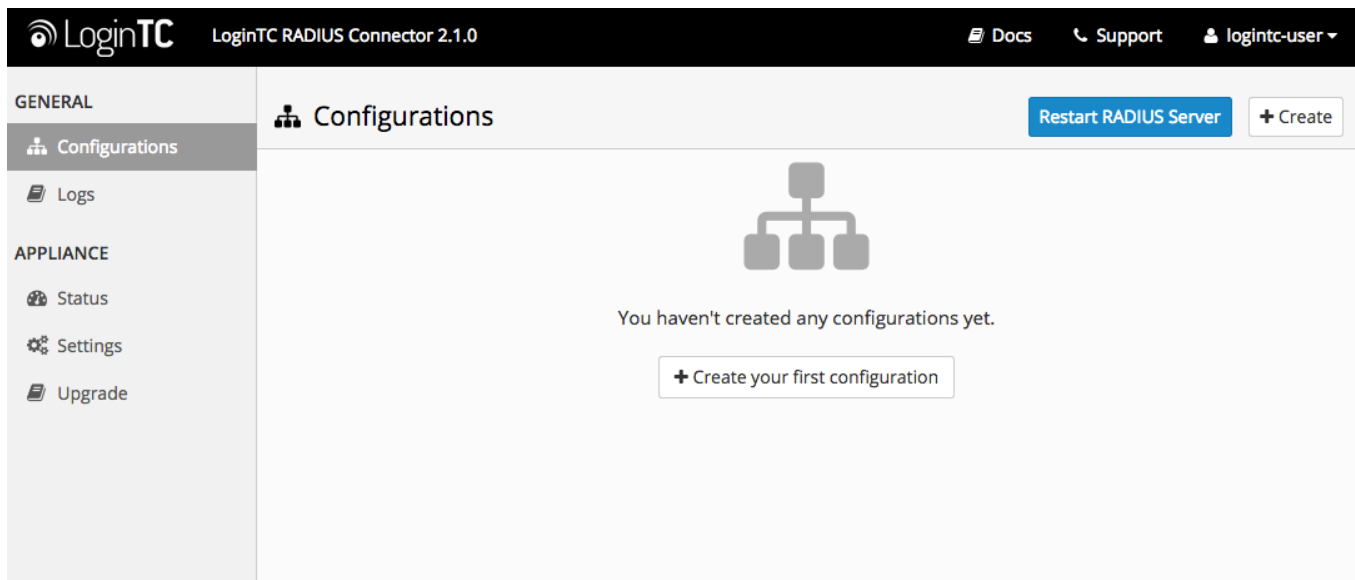 LoginTC LoginTC RADIUS Connector 2.1.0 Docs Support logintc-user
GENERAL
Configurations
Logs
APPLIANCE
Status
Settings
Upgrade
Configurations Restart RADIUS Server + Create
You haven't created any configurations yet.
+ Create your first configuration